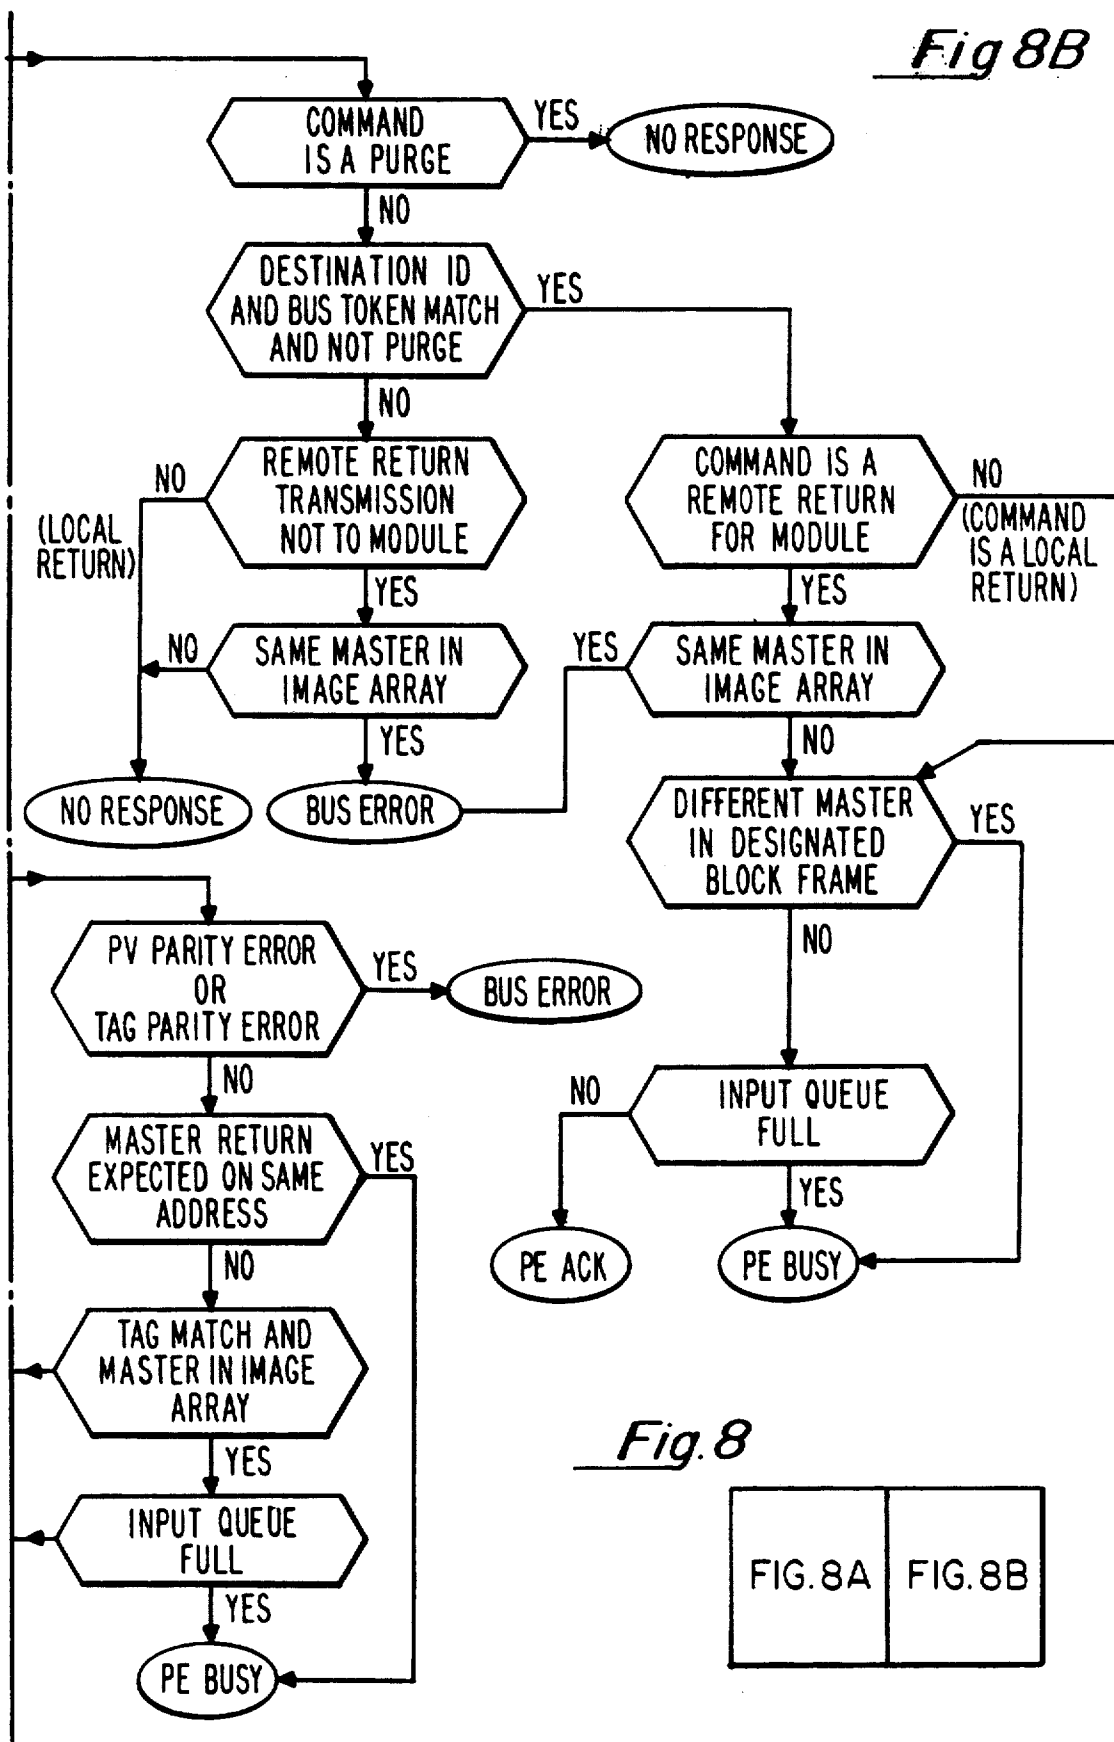 Fig 8B
COMMAND
IS A PURGE
YES
NO RESPONSE
NO
DESTINATION ID
AND BUS TOKEN MATCH
AND NOT PURGE
YES
NO
REMOTE RETURN
TRANSMISSION
NOT TO MODULE
NO
(LOCAL
RETURN)
YES
COMMAND IS A
REMOTE RETURN
FOR MODULE
NO
(COMMAND
IS A LOCAL
RETURN)
YES
SAME MASTER IN
IMAGE ARRAY
NO
YES
SAME MASTER IN
IMAGE ARRAY
YES
NO
NO RESPONSE
BUS ERROR
DIFFERENT MASTER
IN DESIGNATED
BLOCK FRAME
YES
NO
PV PARITY ERROR
OR
TAG PARITY ERROR
YES
BUS ERROR
NO
INPUT QUEUE
FULL
NO
YES
PE ACK
PE BUSY
MASTER RETURN
EXPECTED ON SAME
ADDRESS
YES
NO
TAG MATCH AND
MASTER IN IMAGE
ARRAY
YES
INPUT QUEUE
FULL
YES
PE BUSY
Fig. 8
FIG. 8A
FIG. 8B